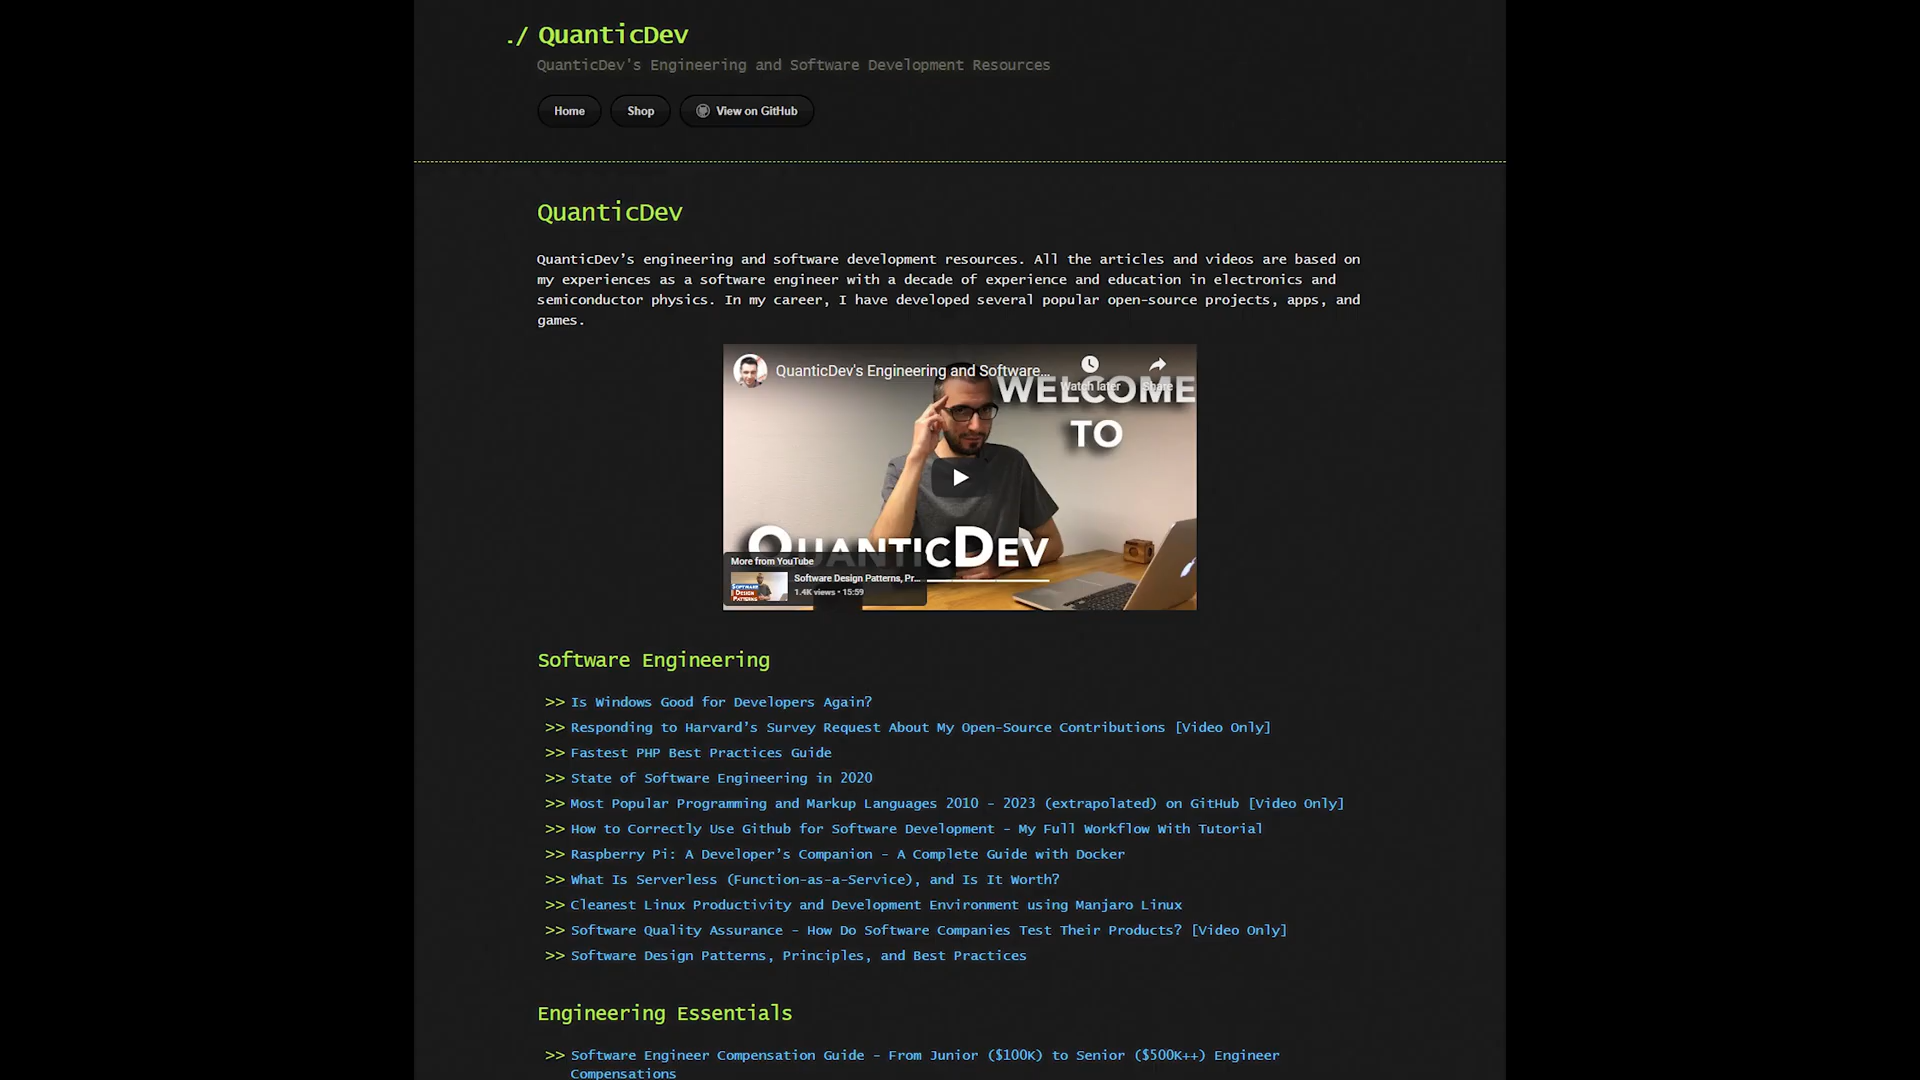 ./ QuanticDev
QuanticDev's Engineering and Software Development Resources
Home Shop View on GitHub
QuanticDev
QuanticDev’s engineering and software development resources. All the articles and videos are based on
my experiences as a software engineer with a decade of experience and education in electronics and
semiconductor physics. In my career, I have developed several popular open-source projects, apps, and
games.
QuanticDev's Engineering and Software...
Watch later Share
WELCOME
TO
QUANTICDEV
More from YouTube
SOFTWARE
DESIGN
PATTERNS
Software Design Patterns, Pr...
1.4K views • 15:59
Software Engineering
>> Is Windows Good for Developers Again?
>> Responding to Harvard’s Survey Request About My Open-Source Contributions [Video Only]
>> Fastest PHP Best Practices Guide
>> State of Software Engineering in 2020
>> Most Popular Programming and Markup Languages 2010 - 2023 (extrapolated) on GitHub [Video Only]
>> How to Correctly Use Github for Software Development - My Full Workflow With Tutorial
>> Raspberry Pi: A Developer’s Companion - A Complete Guide with Docker
>> What Is Serverless (Function-as-a-Service), and Is It Worth?
>> Cleanest Linux Productivity and Development Environment using Manjaro Linux
>> Software Quality Assurance - How Do Software Companies Test Their Products? [Video Only]
>> Software Design Patterns, Principles, and Best Practices
Engineering Essentials
>> Software Engineer Compensation Guide - From Junior ($100K) to Senior ($500K++) Engineer
Compensations